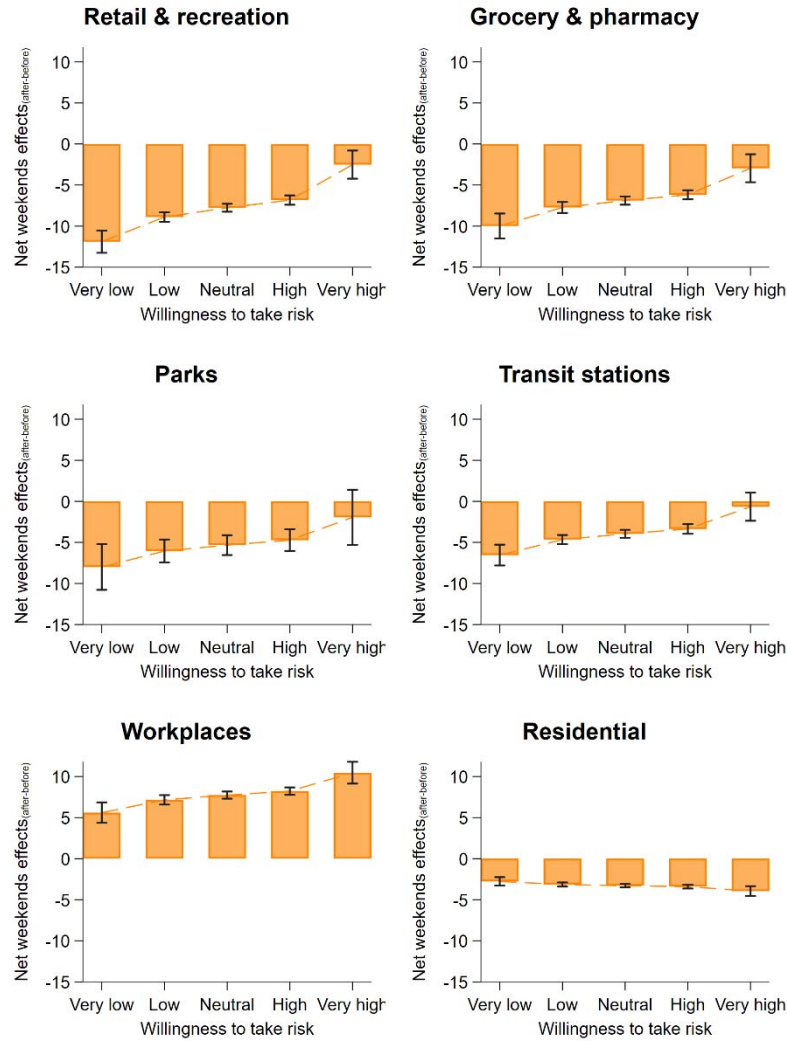 Retail & recreation
Net weekends effects(after-before)
10
5
0
-5
-10
-15
Very low Low Neutral High Very high
Willingness to take risk
Grocery & pharmacy
Net weekends effects(after-before)
10
5
0
-5
-10
-15
Very low Low Neutral High Very high
Willingness to take risk
Parks
Net weekends effects(after-before)
10
5
0
-5
-10
-15
Very low Low Neutral High Very high
Willingness to take risk
Transit stations
Net weekends effects(after-before)
10
5
0
-5
-10
-15
Very low Low Neutral High Very high
Willingness to take risk
Workplaces
Net weekends effects(after-before)
10
5
0
-5
-10
-15
Very low Low Neutral High Very high
Willingness to take risk
Residential
Net weekends effects(after-before)
10
5
0
-5
-10
-15
Very low Low Neutral High Very high
Willingness to take risk